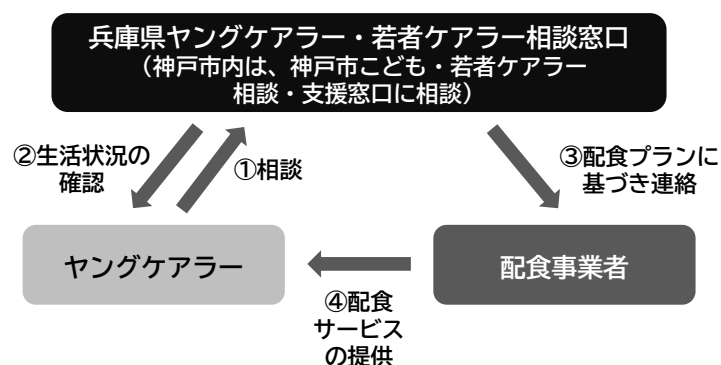 兵庫県ヤングケアラー・若者ケアラー相談窓口
（神戸市内は、神戸市こども・若者ケアラー
相談・支援窓口に相談）
②生活状況の
確認
①相談
③配食プランに
基づき連絡
ヤングケアラー
配食事業者
④配食
サービス
の提供